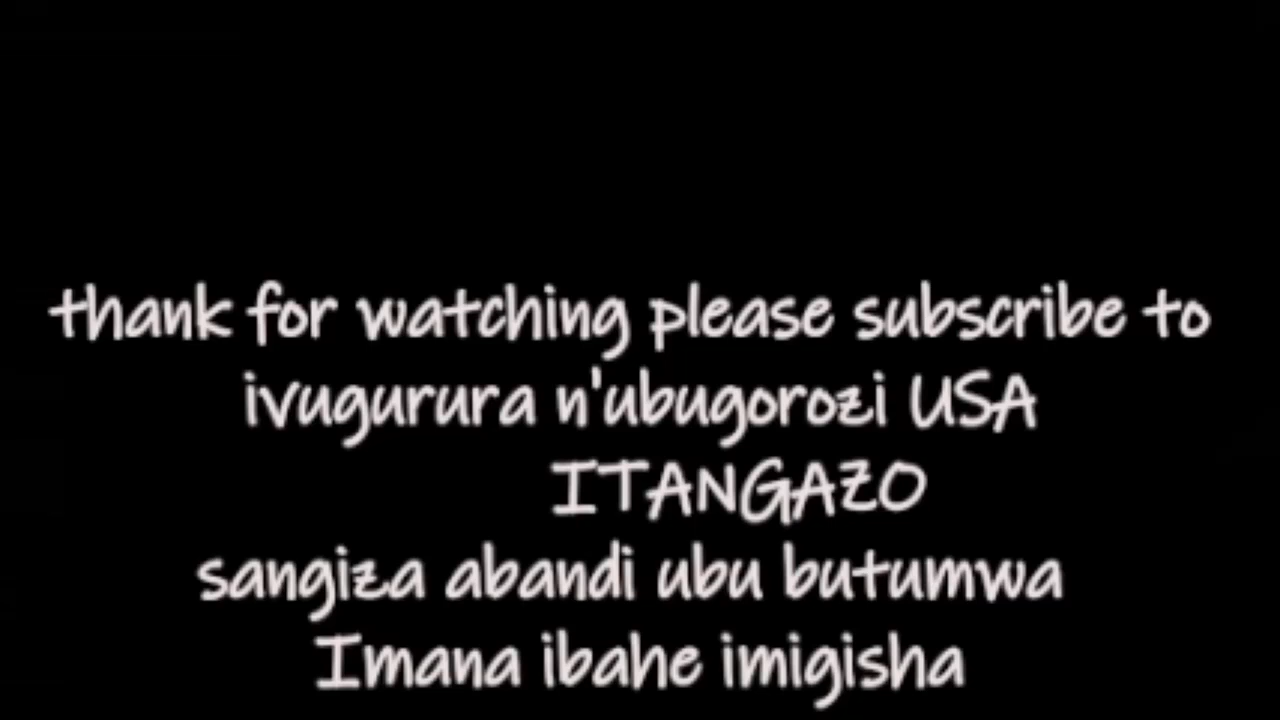 thank for watching please subscribe to
ivugurura n'ubugorozi USA
ITANGAZO
sangiza abandi ubu butumwa
Imana ibahe imigisha